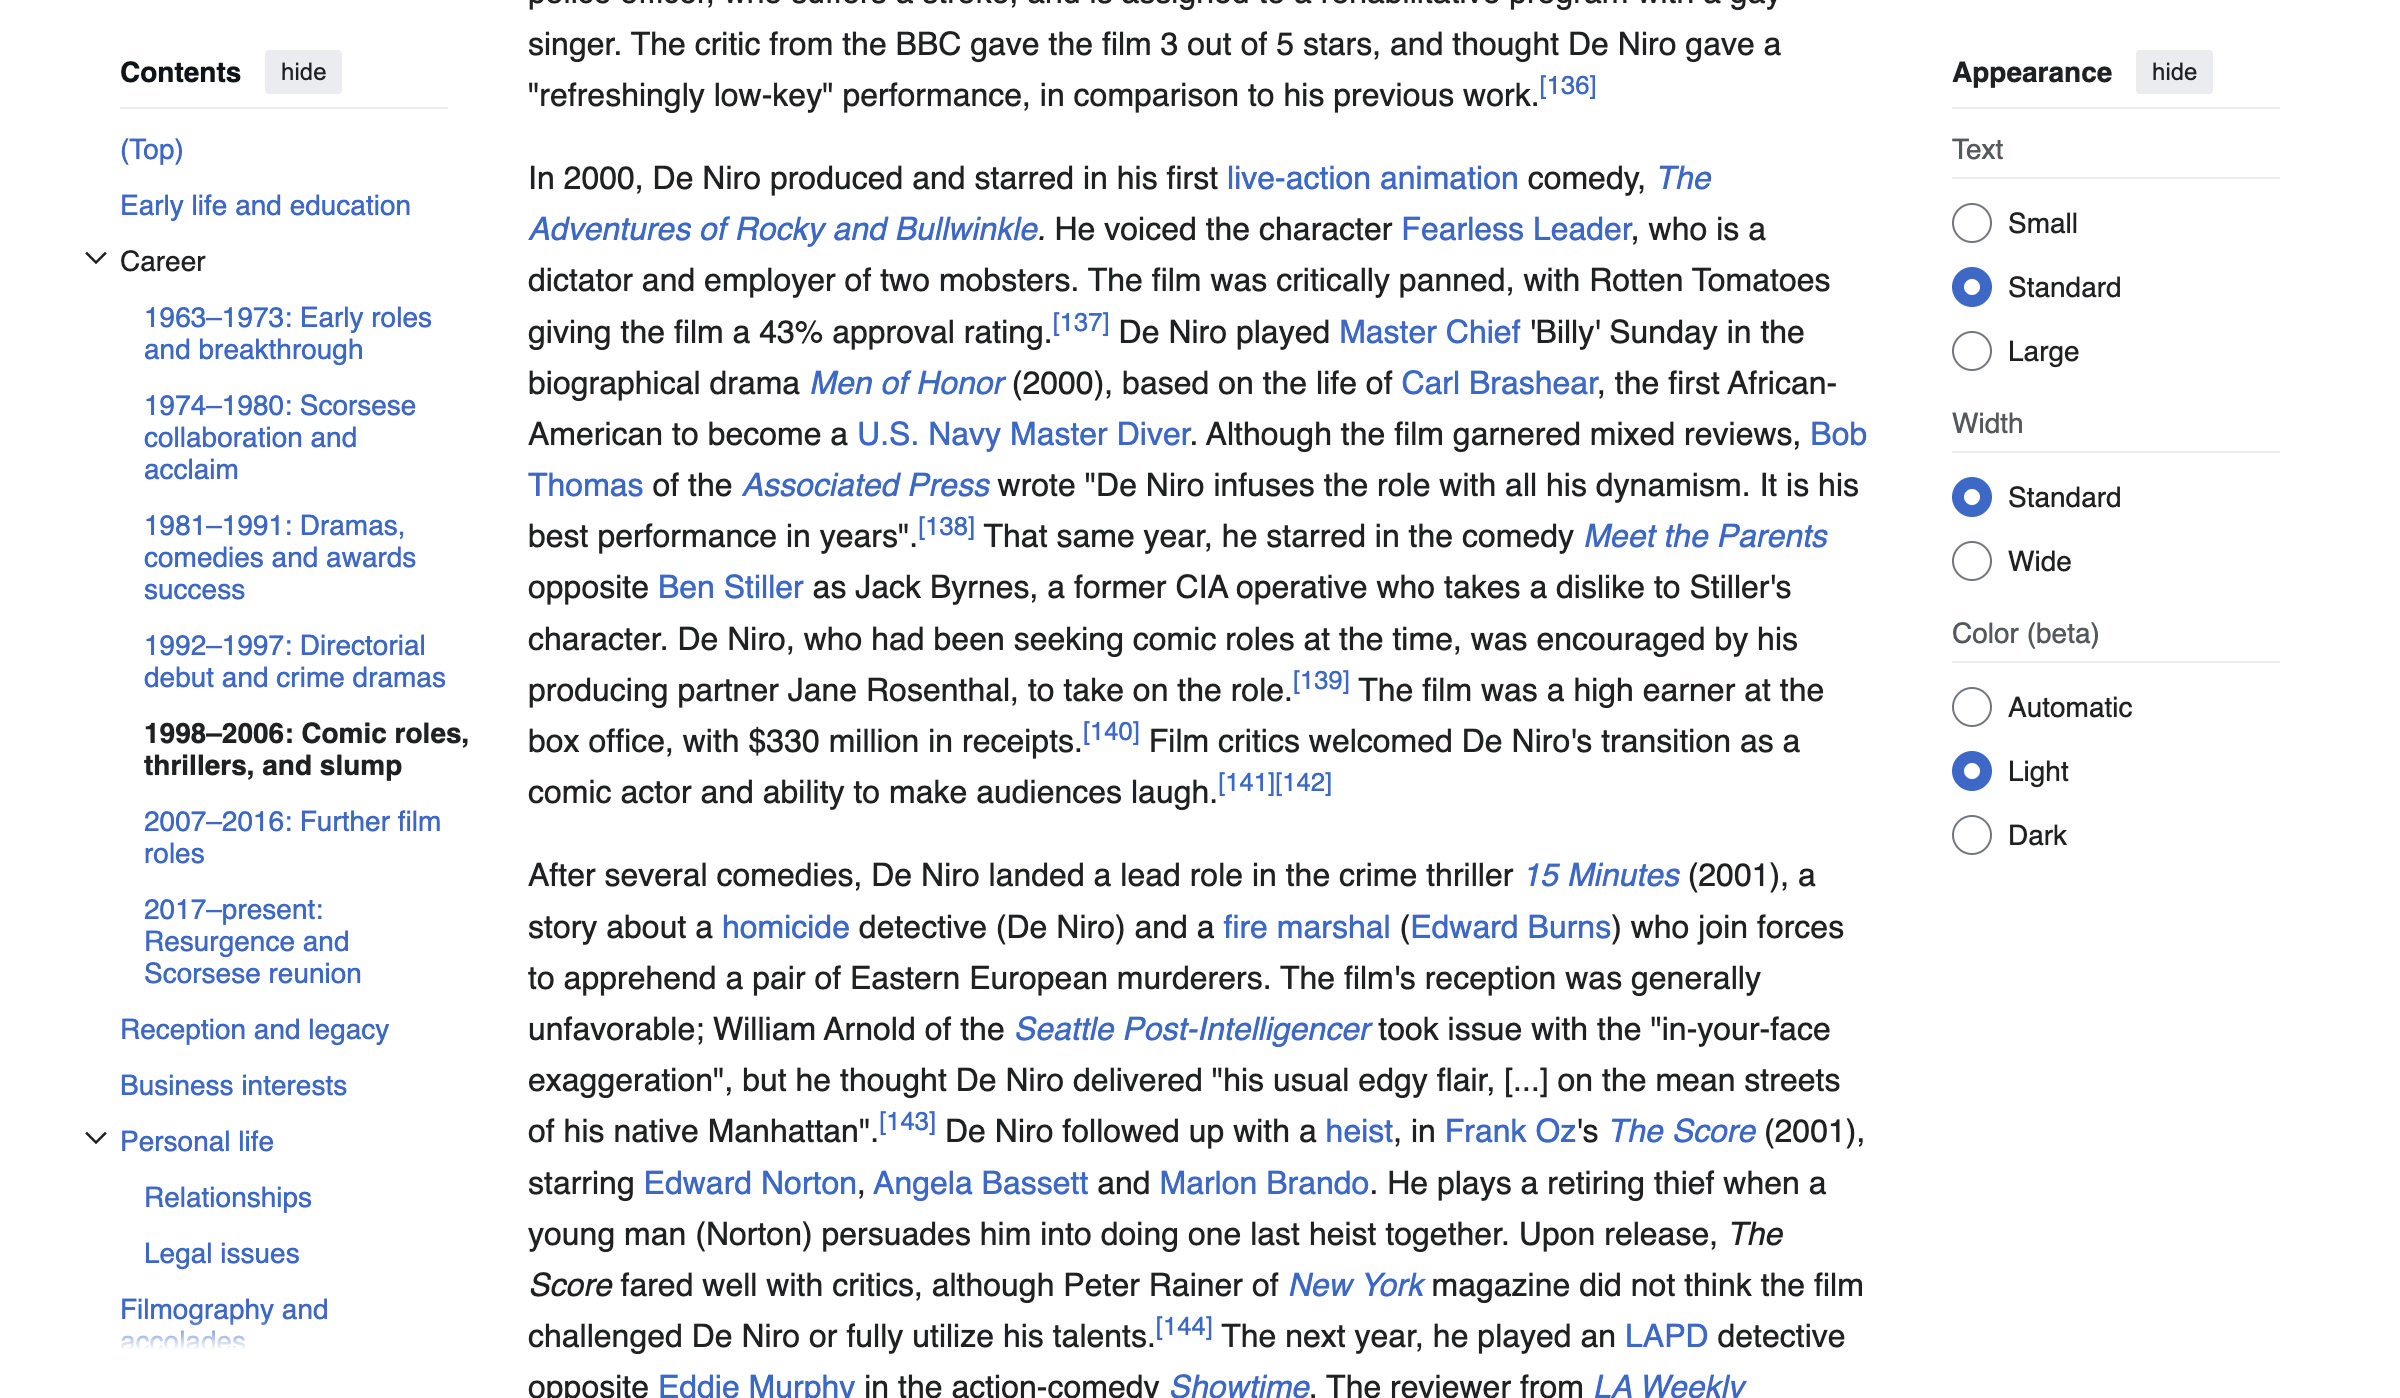 Contents hide
(Top)
Early life and education
Career
1963–1973: Early roles
and breakthrough
1974–1980: Scorsese
collaboration and
acclaim
1981–1991: Dramas,
comedies and awards
success
1992–1997: Directorial
debut and crime dramas
1998–2006: Comic roles,
thrillers, and slump
2007–2016: Further film
roles
2017–present:
Resurgence and
Scorsese reunion
Reception and legacy
Business interests
Personal life
Relationships
Legal issues
Filmography and
accolades
police officer, who suffers a stroke, and is assigned to a rehabilitative program with a gay
singer. The critic from the BBC gave the film 3 out of 5 stars, and thought De Niro gave a
"refreshingly low-key" performance, in comparison to his previous work.[136]
In 2000, De Niro produced and starred in his first live-action animation comedy, The
Adventures of Rocky and Bullwinkle. He voiced the character Fearless Leader, who is a
dictator and employer of two mobsters. The film was critically panned, with Rotten Tomatoes
giving the film a 43% approval rating.[137] De Niro played Master Chief 'Billy' Sunday in the
biographical drama Men of Honor (2000), based on the life of Carl Brashear, the first African-
American to become a U.S. Navy Master Diver. Although the film garnered mixed reviews, Bob
Thomas of the Associated Press wrote "De Niro infuses the role with all his dynamism. It is his
best performance in years".[138] That same year, he starred in the comedy Meet the Parents
opposite Ben Stiller as Jack Byrnes, a former CIA operative who takes a dislike to Stiller's
character. De Niro, who had been seeking comic roles at the time, was encouraged by his
producing partner Jane Rosenthal, to take on the role.[139] The film was a high earner at the
box office, with $330 million in receipts.[140] Film critics welcomed De Niro's transition as a
comic actor and ability to make audiences laugh.[141][142]
After several comedies, De Niro landed a lead role in the crime thriller 15 Minutes (2001), a
story about a homicide detective (De Niro) and a fire marshal (Edward Burns) who join forces
to apprehend a pair of Eastern European murderers. The film's reception was generally
unfavorable; William Arnold of the Seattle Post-Intelligencer took issue with the "in-your-face
exaggeration", but he thought De Niro delivered "his usual edgy flair, [...] on the mean streets
of his native Manhattan".[143] De Niro followed up with a heist, in Frank Oz's The Score (2001),
starring Edward Norton, Angela Bassett and Marlon Brando. He plays a retiring thief when a
young man (Norton) persuades him into doing one last heist together. Upon release, The
Score fared well with critics, although Peter Rainer of New York magazine did not think the film
challenged De Niro or fully utilize his talents.[144] The next year, he played an LAPD detective
opposite Eddie Murphy in the action-comedy Showtime. The reviewer from LA Weekly
Appearance hide
Text
Small
Standard
Large
Width
Standard
Wide
Color (beta)
Automatic
Light
Dark